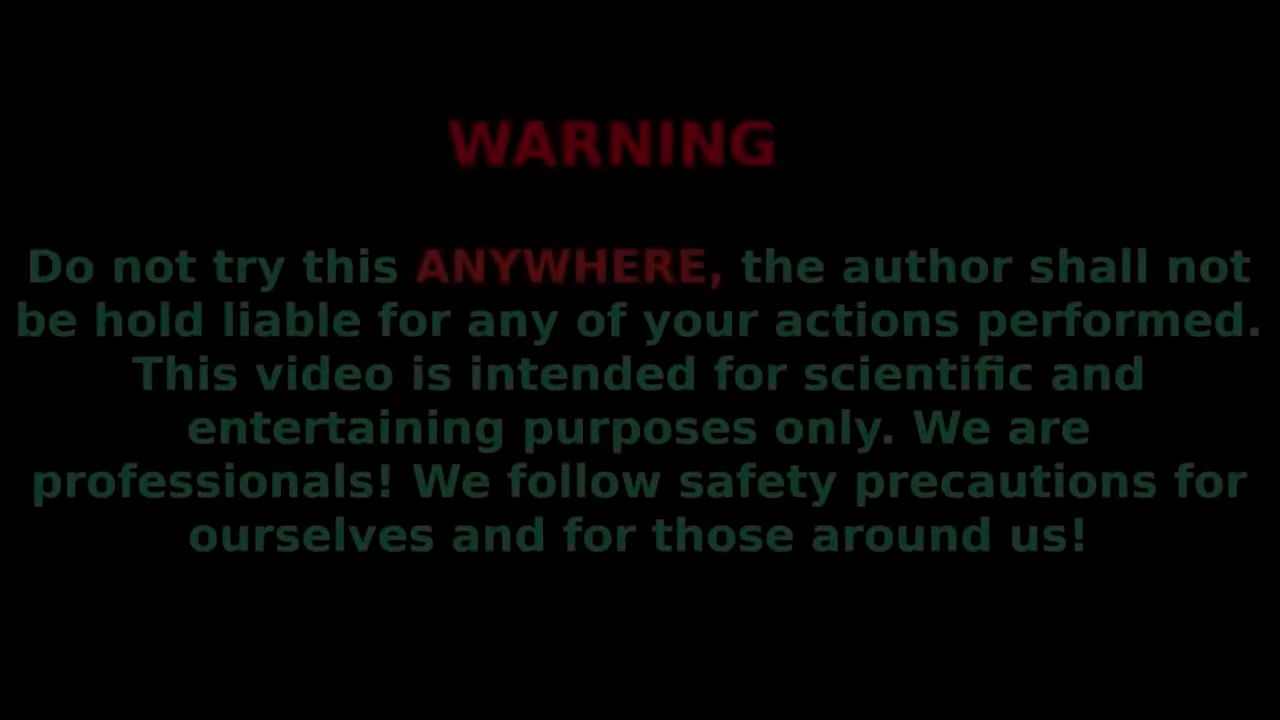 WARNING
Do not try this ANYWHERE, the author shall not
be hold liable for any of your actions performed.
This video is intended for scientific and
entertaining purposes only. We are
professionals! We follow safety precautions for
ourselves and for those around us!